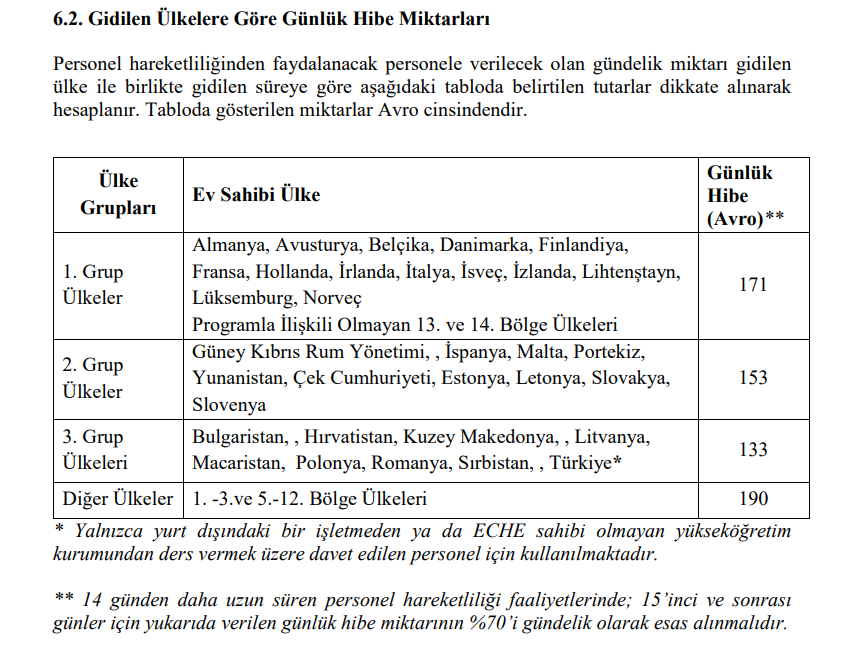 6.2. Gidilen Ülkelere Göre Günlük Hibe Miktarları
Personel hareketliliğinden faydalanacak personele verilecek olan gündelik miktarı gidilen
ülke ile birlikte gidilen süreye göre aşağıdaki tabloda belirtilen tutarlar dikkate alınarak
hesaplanır. Tabloda gösterilen miktarlar Avro cinsindendir.
Ülke
Grupları
Ev Sahibi Ülke
Günlük
Hibe
(Avro)**
1. Grup
Ülkeler
Almanya, Avusturya, Belçika, Danimarka, Finlandiya,
Fransa, Hollanda, İrlanda, İtalya, İsveç, İzlanda, Lihtenştayn,
Lüksemburg, Norveç
Programla İlişkili Olmayan 13. ve 14. Bölge Ülkeleri
171
2. Grup
Ülkeler
Güney Kıbrıs Rum Yönetimi, , İspanya, Malta, Portekiz,
Yunanistan, Çek Cumhuriyeti, Estonya, Letonya, Slovakya,
Slovenya
153
3. Grup
Ülkeleri
Bulgaristan, , Hırvatistan, Kuzey Makedonya, , Litvanya,
Macaristan, Polonya, Romanya, Sırbistan, , Türkiye*
133
Diğer Ülkeler
1. -3.ve 5.-12. Bölge Ülkeleri
190
* Yalnızca yurt dışındaki bir işletmeden ya da ECHE sahibi olmayan yükseköğretim
kurumundan ders vermek üzere davet edilen personel için kullanılmaktadır.
** 14 günden daha uzun süren personel hareketliliği faaliyetlerinde; 15’inci ve sonrası
günler için yukarıda verilen günlük hibe miktarının %70’i gündelik olarak esas alınmalıdır.